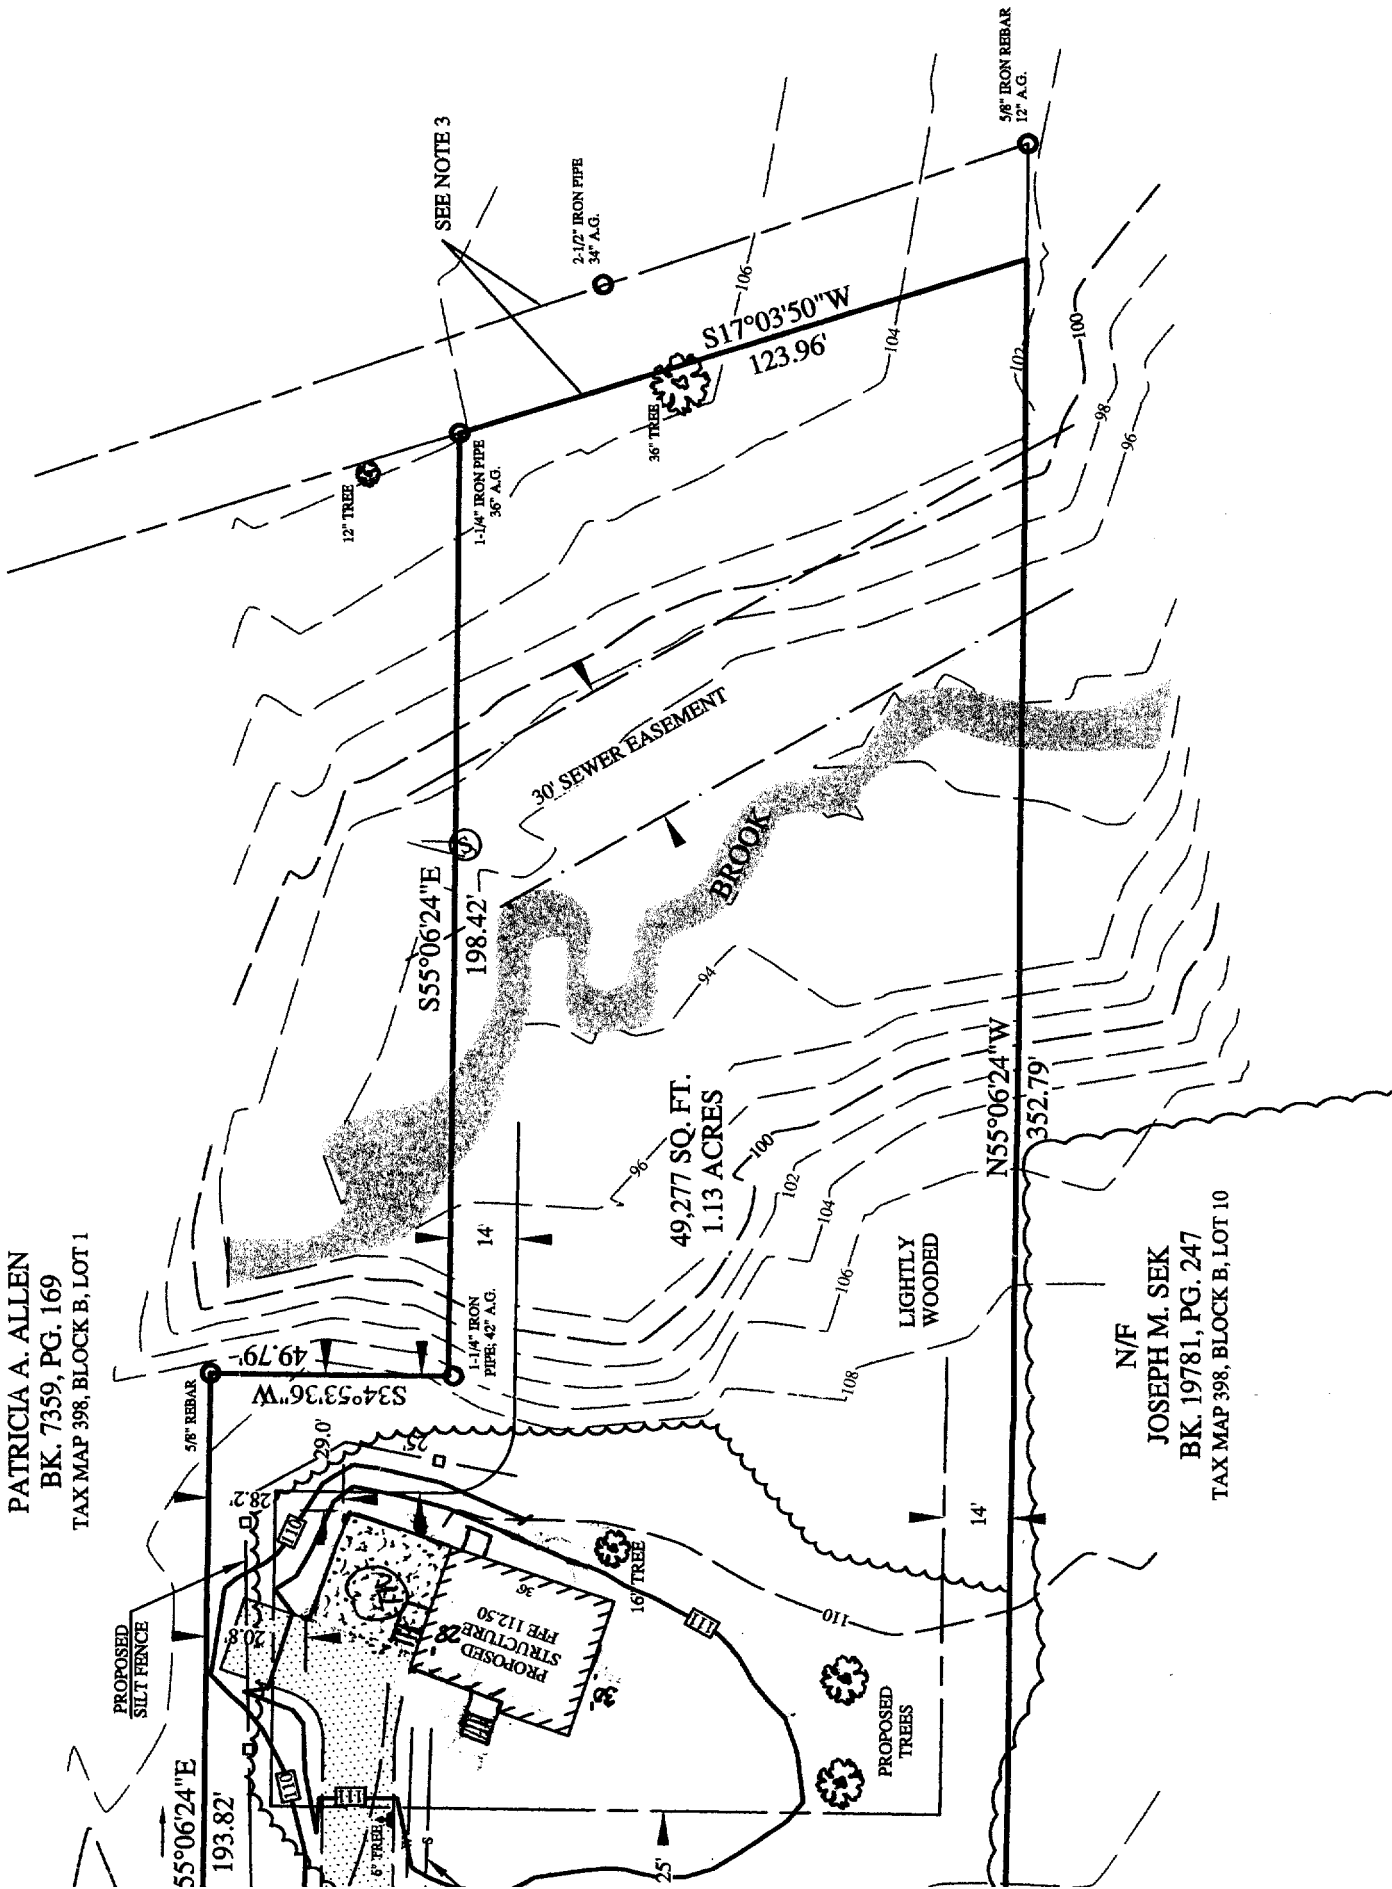 PATRICIA A. ALLEN
BK. 7359, PG. 169
TAX MAP 398, BLOCK B, LOT 1
SEE NOTE 3
5/8" IRON REBAR
12" A.G.
2-1/2" IRON PIPE
34" A.G.
106
S17°03'50"W
123.96'
104
102
100
98
96
36" TREE
12" TREE
1-1/4" IRON PIPE
36" A.G.
30' SEWER EASEMENT
S
S55°06'24"E
198.42'
BROOK
94
N55°06'24"W
352.79'
49,277 SQ. FT.
1.13 ACRES
96
100
102
104
106
108
14'
LIGHTLY
WOODED
1-1/4" IRON
PIPE; 42" A.G.
49.79'
S34°53'36"W
5/8" REBAR
29.0'
25'
28.2'
110
PROPOSED
SILT FENCE
20.8'
16" TREE
36'
PROPOSED
STRUCTURE
FFE 112.50
28'
36'
111
110
14'
PROPOSED
TREES
110
111
6" TREE
S
25'
55°06'24"E
193.82'
N/F
JOSEPH M. SEK
BK. 19781, PG. 247
TAX MAP 398, BLOCK B, LOT 10